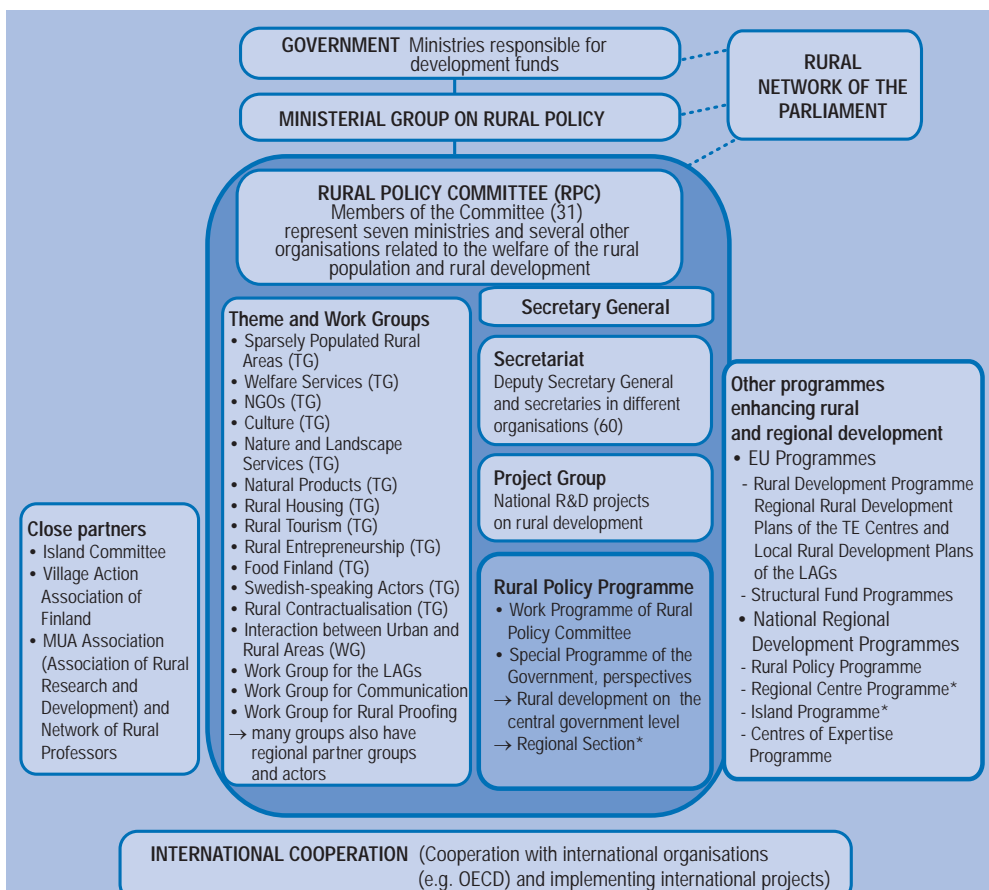 GOVERNMENT Ministries responsible for
development funds
RURAL
NETWORK OF THE
PARLIAMENT
MINISTERIAL GROUP ON RURAL POLICY
RURAL POLICY COMMITTEE (RPC)
Members of the Committee (31)
represent seven ministries and several other
organisations related to the welfare of the rural
population and rural development
Theme and Work Groups
• Sparsely Populated Rural
Areas (TG)
• Welfare Services (TG)
• NGOs (TG)
• Culture (TG)
• Nature and Landscape
Services (TG)
• Natural Products (TG)
• Rural Housing (TG)
• Rural Tourism (TG)
• Rural Entrepreneurship (TG)
• Food Finland (TG)
• Swedish-speaking Actors (TG)
• Rural Contractualisation (TG)
• Interaction between Urban and
Rural Areas (WG)
• Work Group for the LAGs
• Work Group for Communication
• Work Group for Rural Proofing
→ many groups also have
regional partner groups
and actors
Secretary General
Secretariat
Deputy Secretary General
and secretaries in different
organisations (60)
Project Group
National R&D projects
on rural development
Rural Policy Programme
• Work Programme of Rural
Policy Committee
• Special Programme of the
Government, perspectives
→ Rural development on the
central government level
→ Regional Section*
Close partners
• Island Committee
• Village Action
Association of
Finland
• MUA Association
(Association of Rural
Research and
Development) and
Network of Rural
Professors
Other programmes
enhancing rural
and regional development
• EU Programmes
- Rural Development Programme
Regional Rural Development
Plans of the TE Centres and
Local Rural Development Plans
of the LAGs
- Structural Fund Programmes
• National Regional
Development Programmes
- Rural Policy Programme
- Regional Centre Programme*
- Island Programme*
- Centres of Expertise
Programme
INTERNATIONAL COOPERATION (Cooperation with international organisations
(e.g. OECD) and implementing international projects)